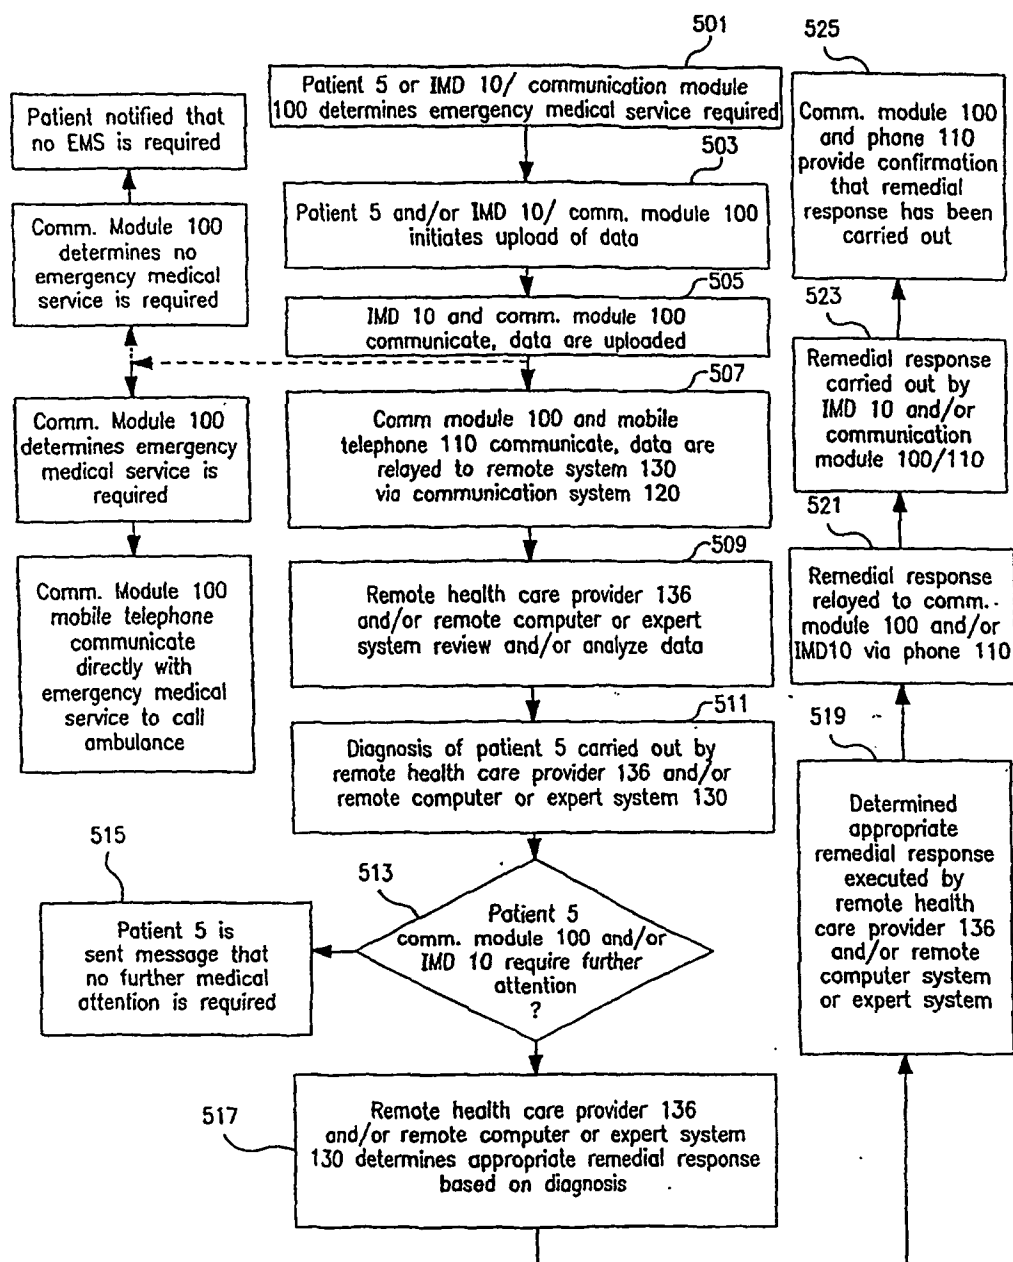 501
Patient 5 or IMD 10/ communication module
100 determines emergency medical service required
503
Patient 5 and/or IMD 10/ comm. module 100
initiates upload of data
505
IMD 10 and comm. module 100
communicate, data are uploaded
Patient notified that
no EMS is required
Comm. Module 100
determines no
emergency medical
service is required
Comm. Module 100
determines emergency
medical service is
required
Comm. Module 100
mobile telephone
communicate
directly with
emergency medical
service to call
ambulance
507
Comm module 100 and mobile
telephone 110 communicate, data are
relayed to remote system 130
via communication system 120
509
Remote health care provider 136
and/or remote computer or expert
system review and/or analyze data
511
Diagnosis of patient 5 carried out by
remote health care provider 136 and/or
remote computer or expert system 130
513
Patient 5
comm. module 100 and/or
IMD 10 require further
attention
?
515
Patient 5 is
sent message that
no further medical
attention is required
517
Remote health care provider 136
and/or remote computer or expert system
130 determines appropriate remedial response
based on diagnosis
519
Determined
appropriate
remedial response
executed by
remote health
care provider 136
and/or remote
computer system
or expert system
521
Remedial response
relayed to comm.
module 100 and/or
IMD10 via phone 110
523
Remedial response
carried out by
IMD 10 and/or
communication
module 100/110
525
Comm. module 100
and phone 110
provide confirmation
that remedial
response has been
carried out